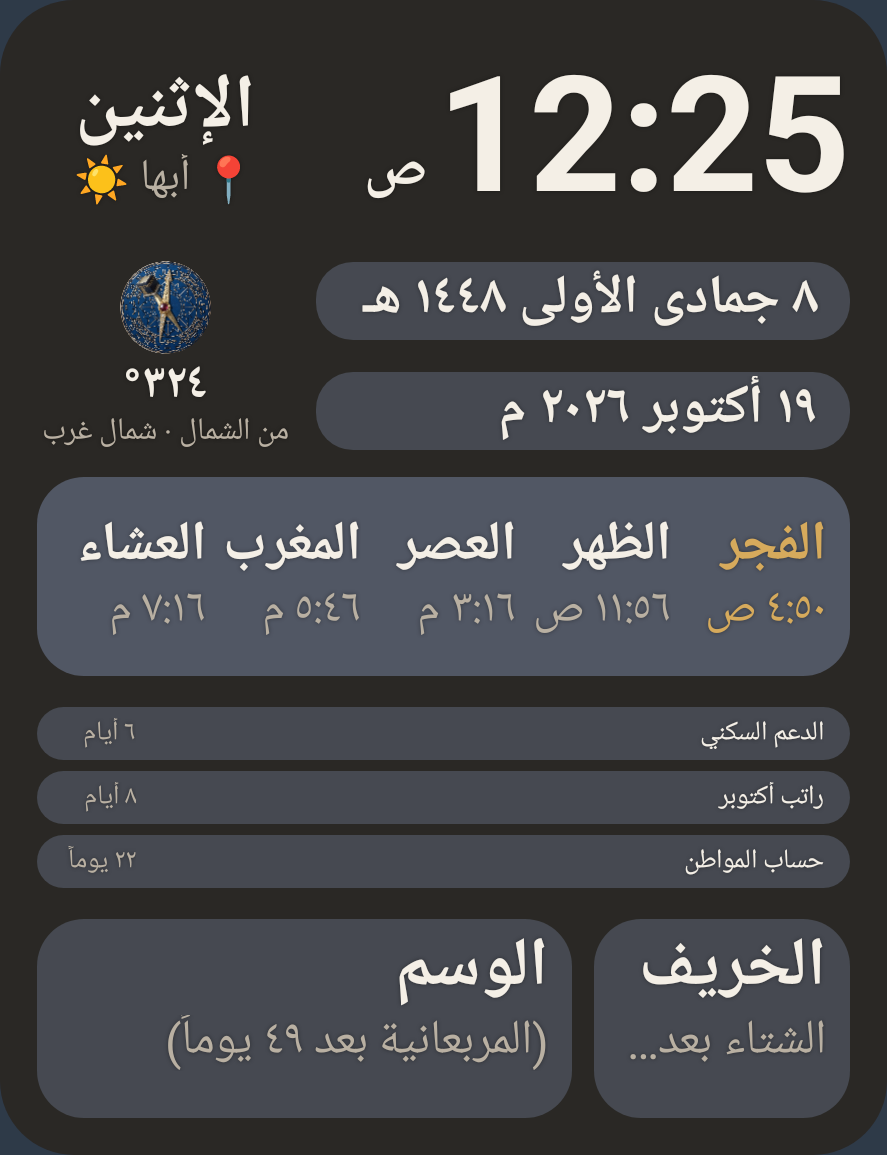 12:25 ص
الإثنين
📍 أبها ☀️
٨ جمادى الأولى ١٤٤٨ هـ
١٩ أكتوبر ٢٠٢٦ م
٣٢٤°
من الشمال · شمال غرب
الفجر الظهر العصر المغرب العشاء
٤:٥٠ ص ١١:٥٦ ص ٣:١٦ م ٥:٤٦ م ٧:١٦ م
الدعم السكني ٦ أيام
راتب أكتوبر ٨ أيام
حساب المواطن ٢٢ يوماً
الخريف
الشتاء بعد...
الوسم
(المربعانية بعد ٤٩ يوماً)